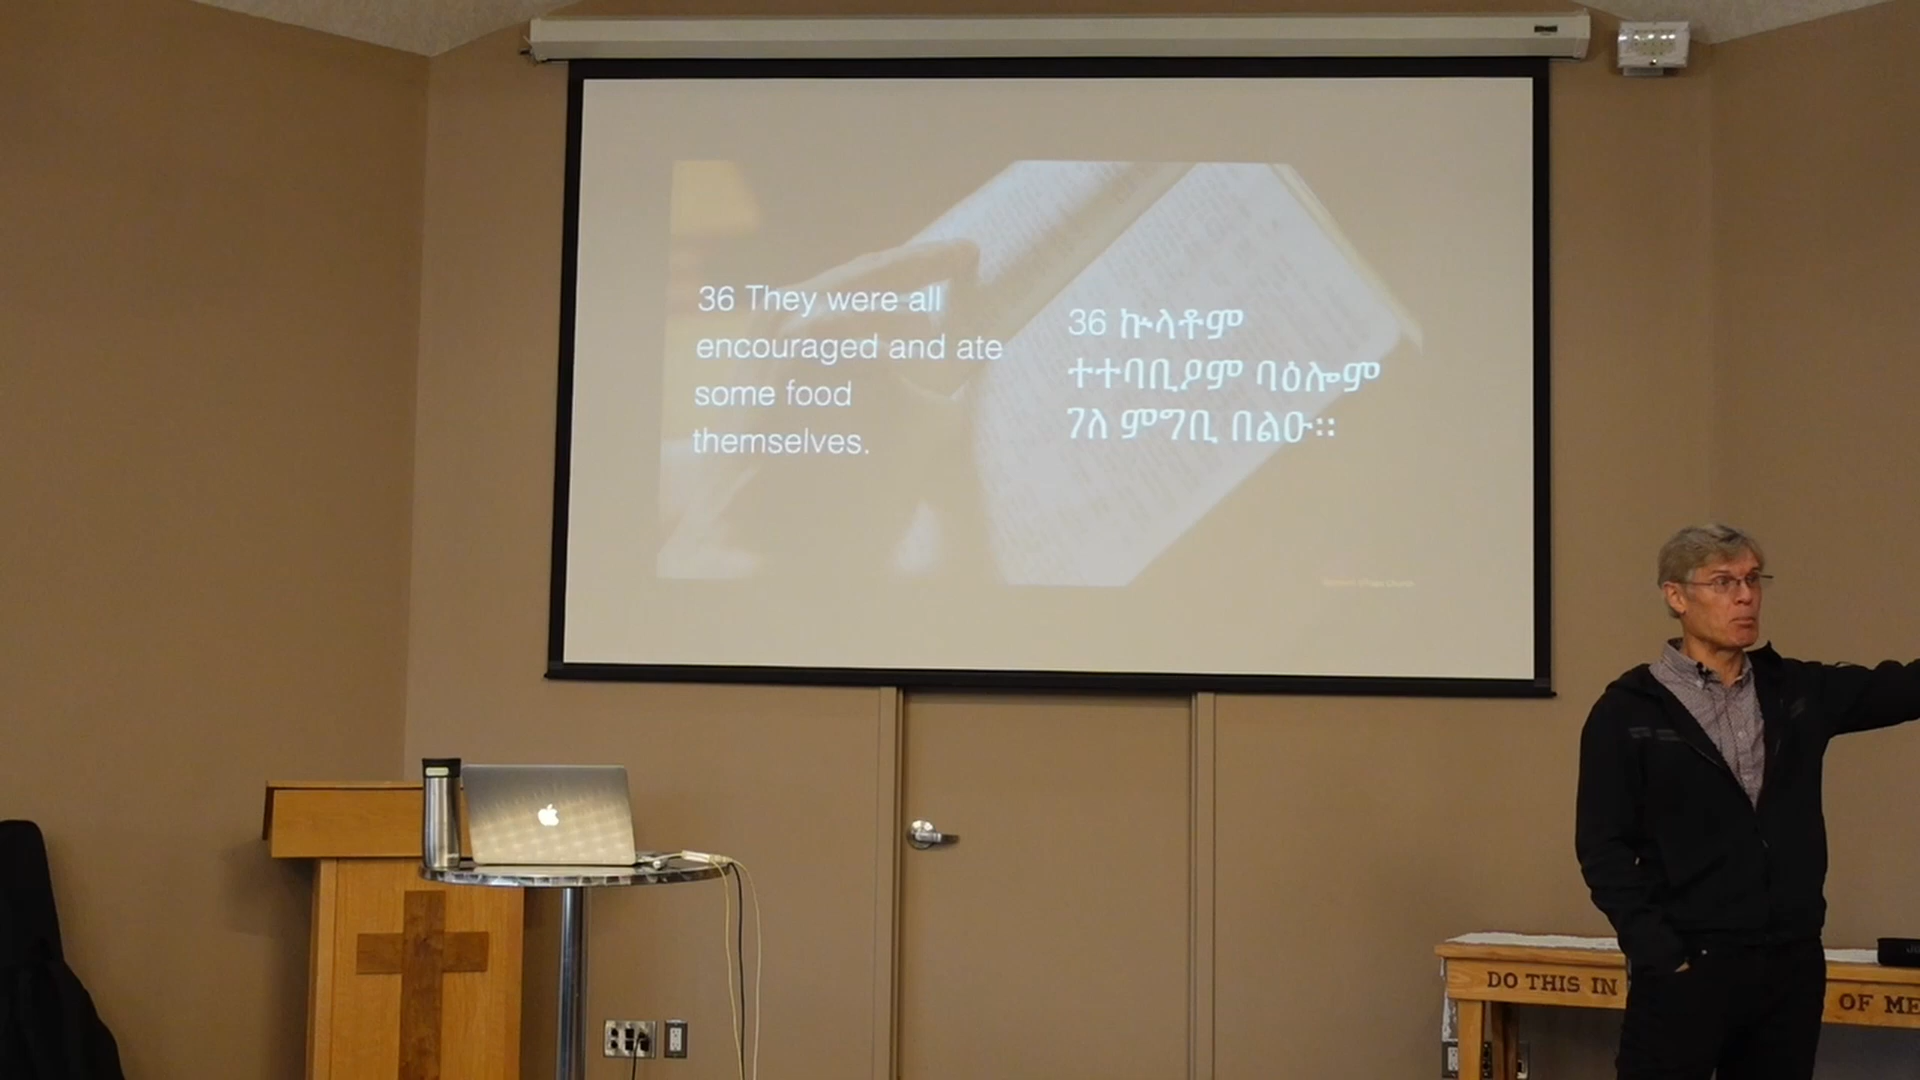 36 They were all
encouraged and ate
some food
themselves.
36 ኩላቶም
ተተባቢዖም ባዕሎም
ገለ ምግቢ በልዑ።
DO THIS IN
OF ME